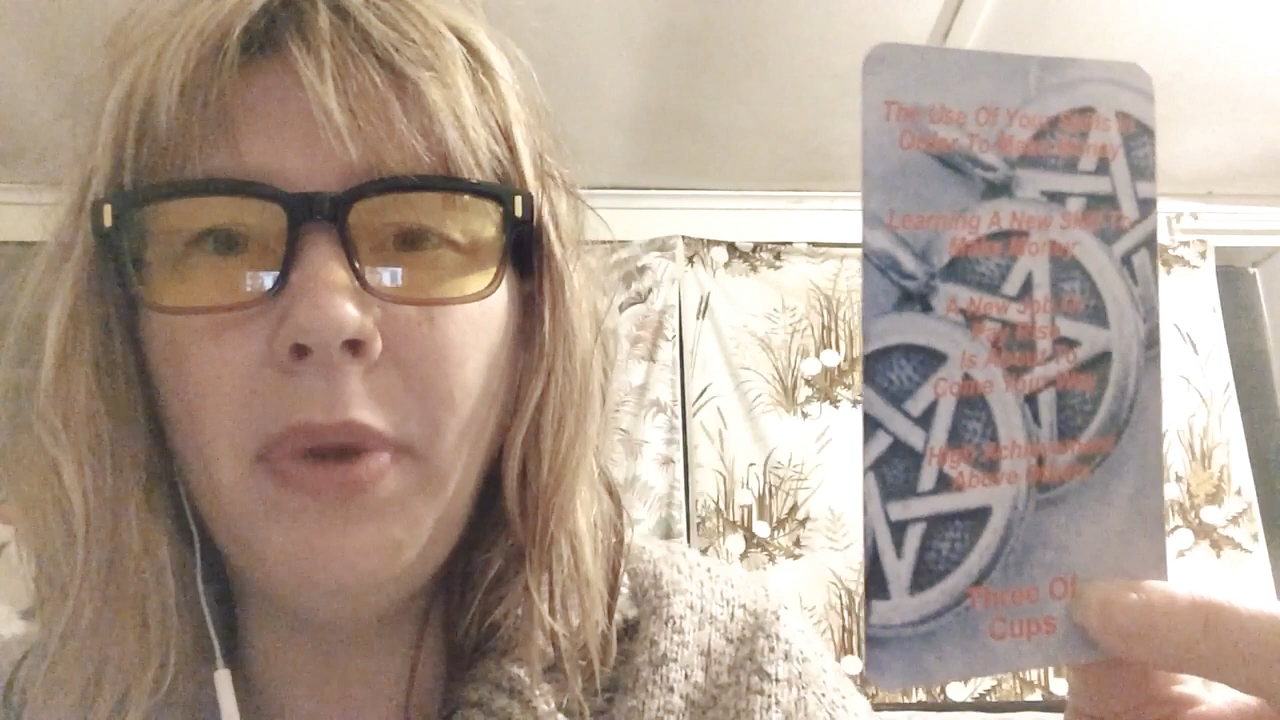 The Use Of Your Skills In
Order To Make Money
Learning A New Skill To
Make Money
A New Job Or
Pay Rise
Is About To
Come Your Way
High Achievement
Above Others
Three Of
Cups